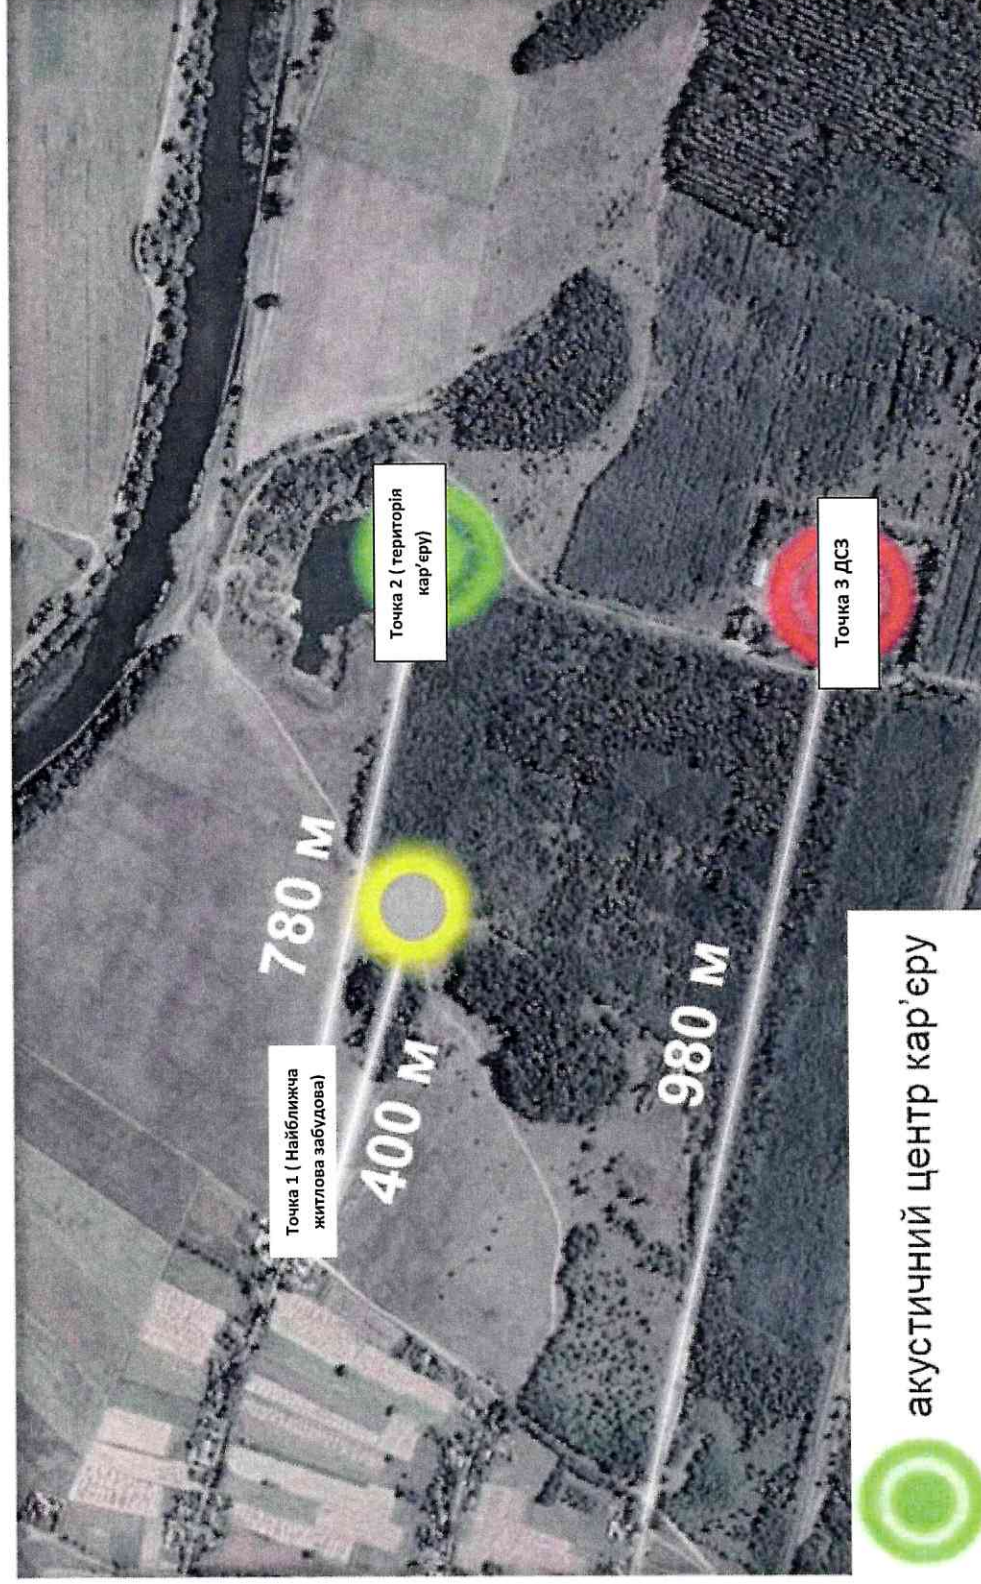 Точка 1 ( Найближча
житлова забудова)
780 м
400 м
Точка 2 ( територія
кар'єру)
980 м
Точка 3 ДСЗ
акустичний центр кар'єру